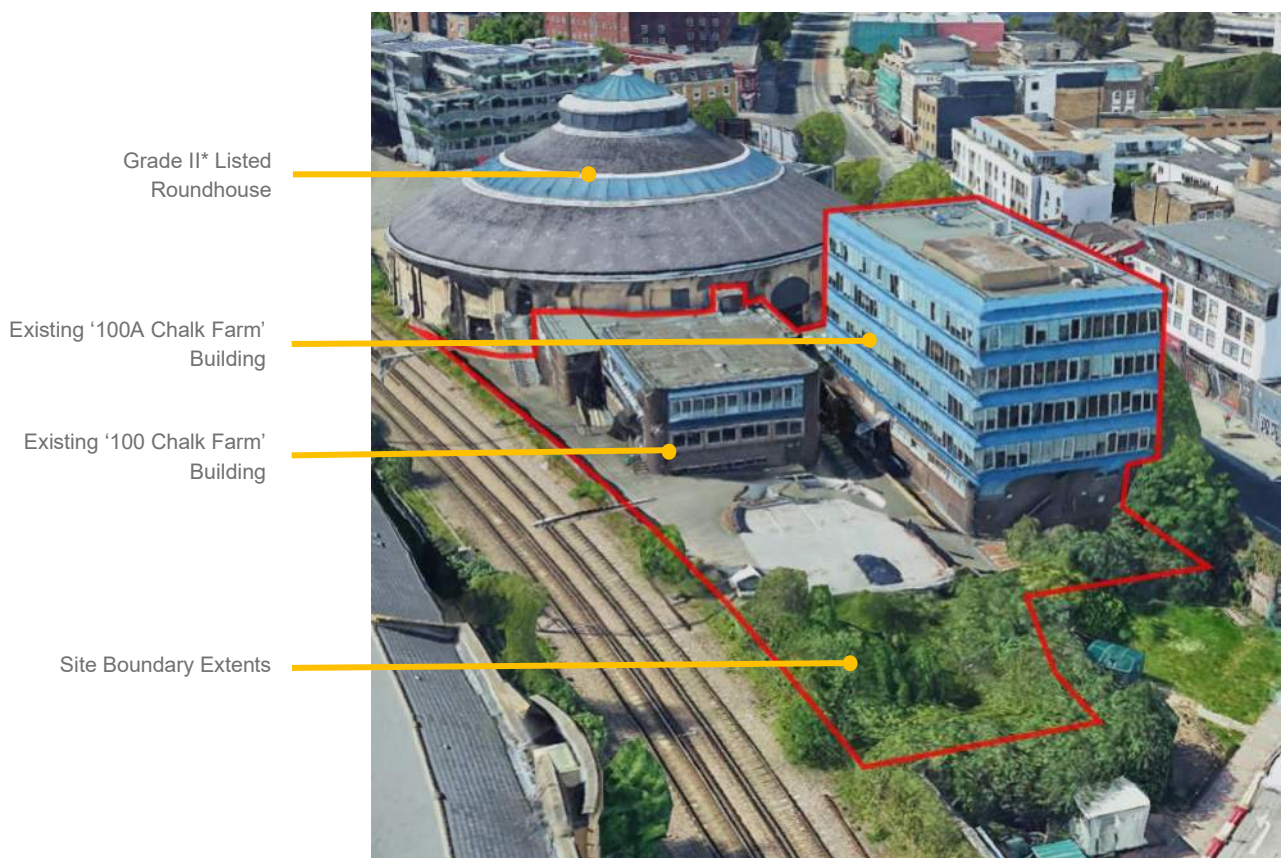 Grade II* Listed
Roundhouse
Existing ‘100A Chalk Farm’
Building
Existing ‘100 Chalk Farm’
Building
Site Boundary Extents